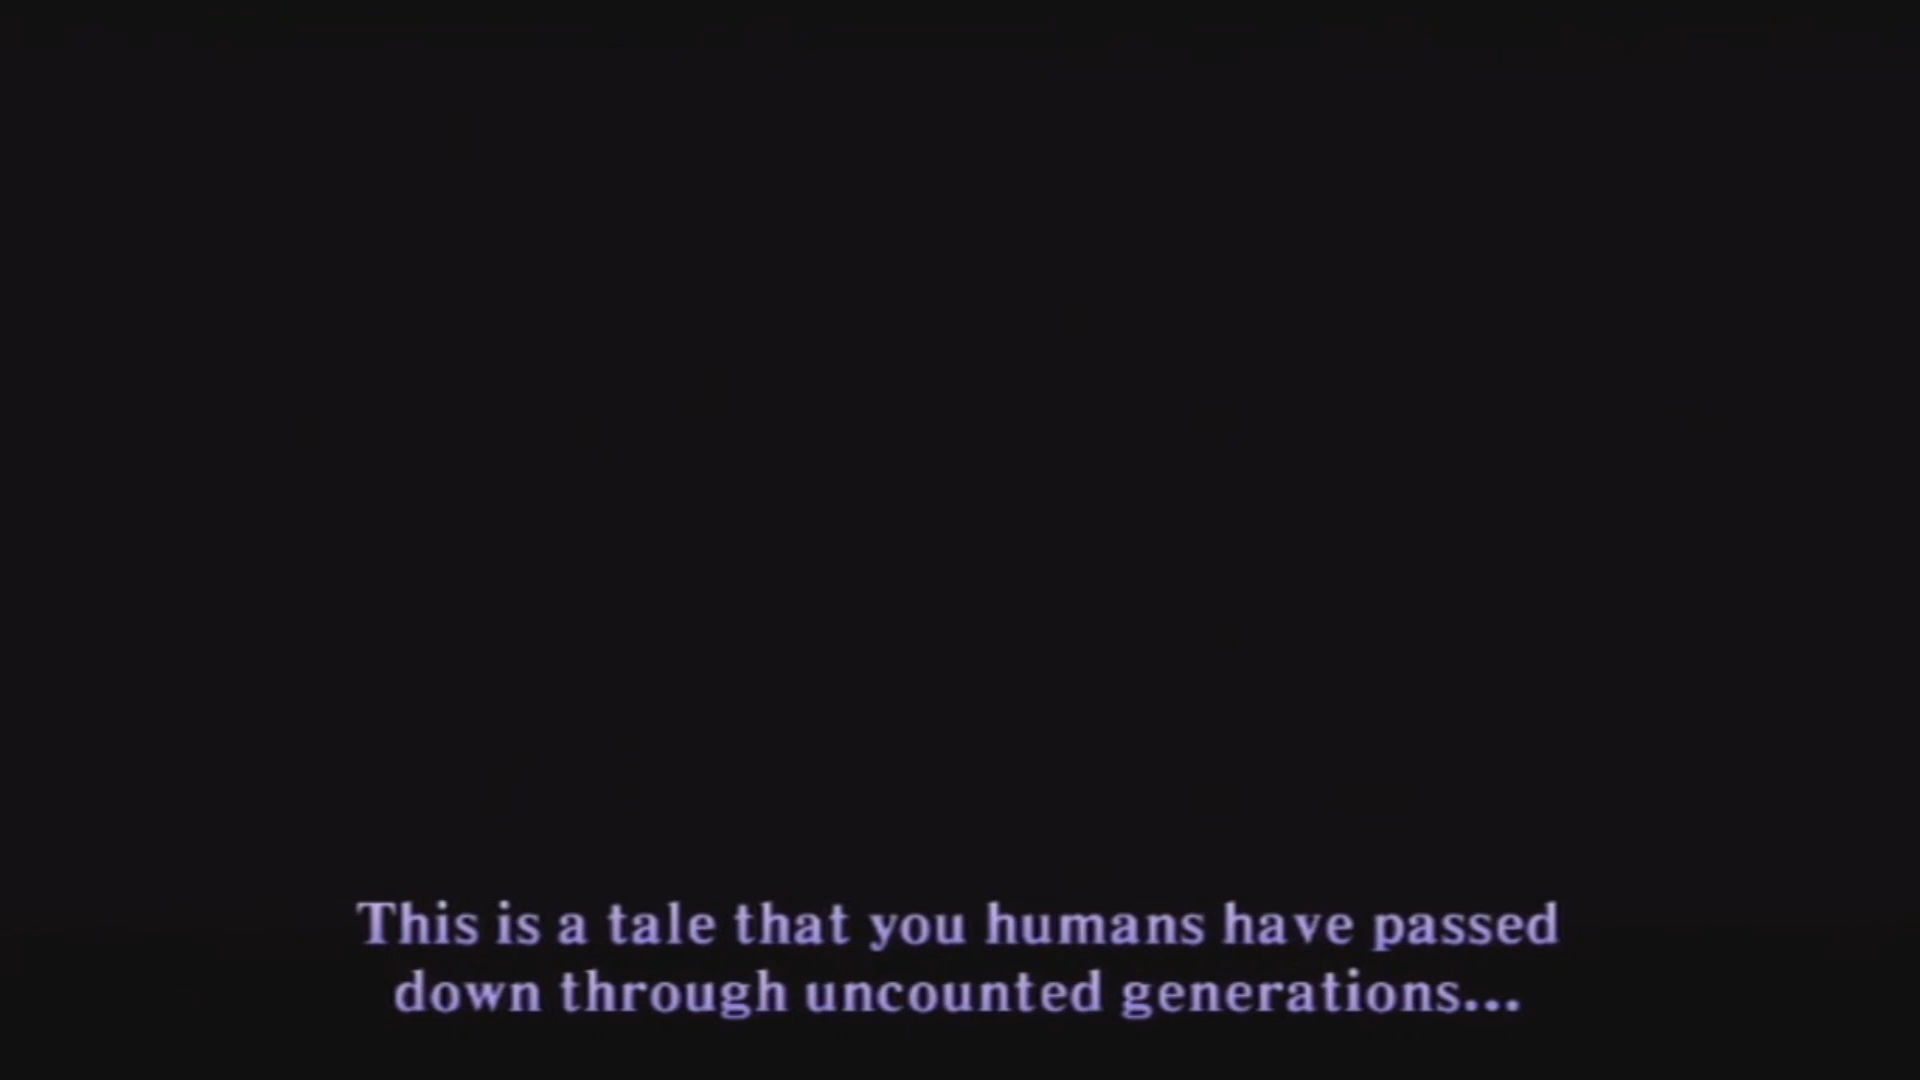 This is a tale that you humans have passed
down through uncounted generations...